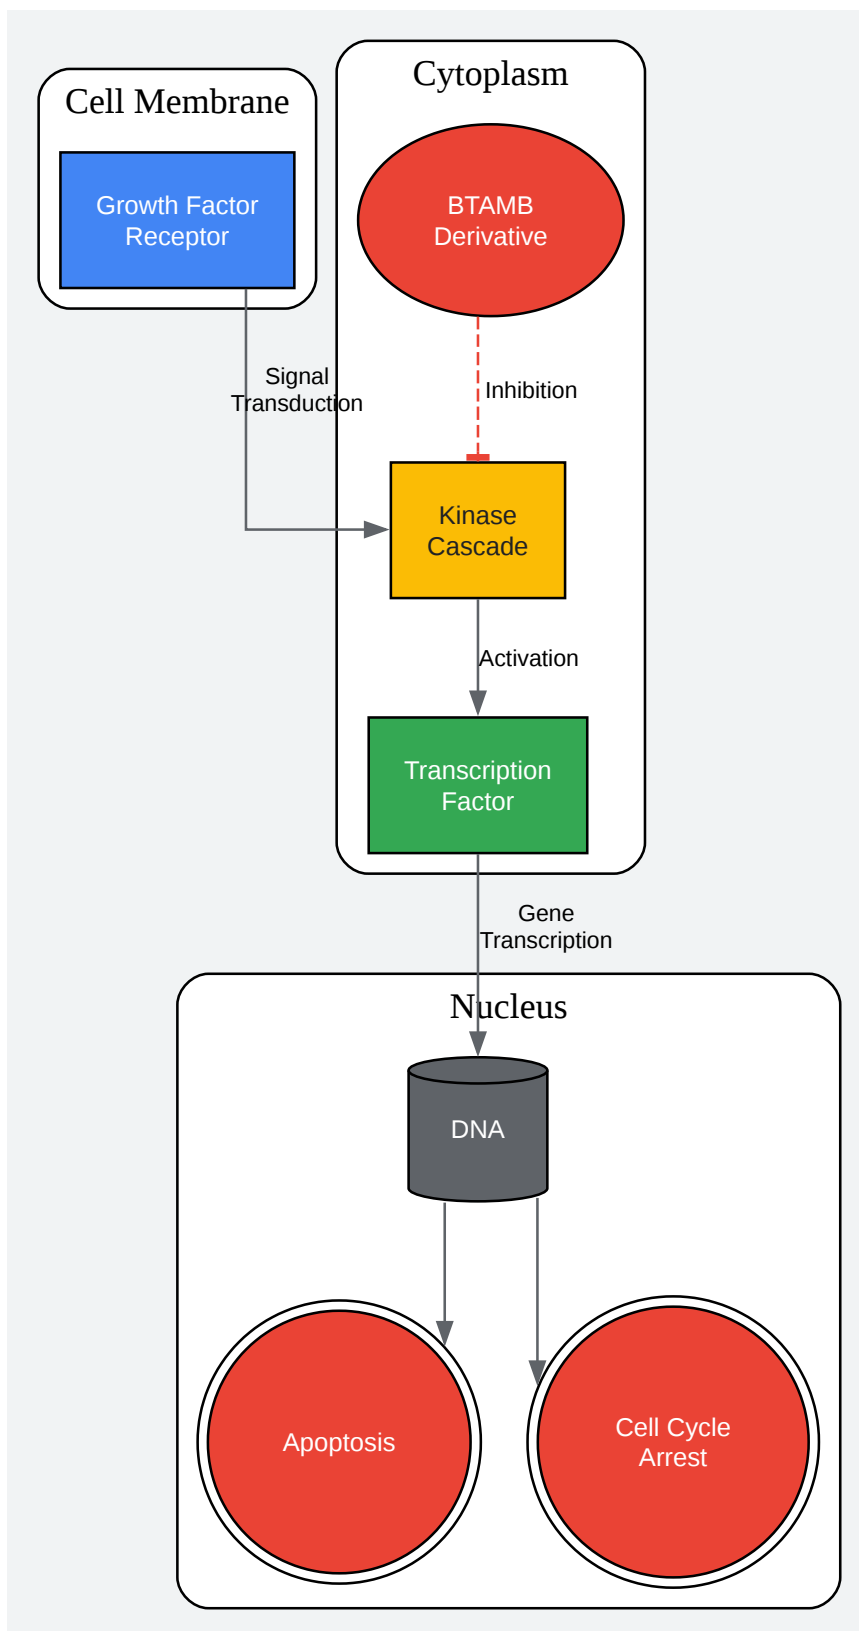 Cytoplasm
Cell Membrane
Growth Factor
Receptor
BTAMB
Derivative
Signal
Transduction
Inhibition
Kinase
Cascade
Activation
Transcription
Factor
Gene
Transcription
Nucleus
DNA
Apoptosis
Cell Cycle
Arrest